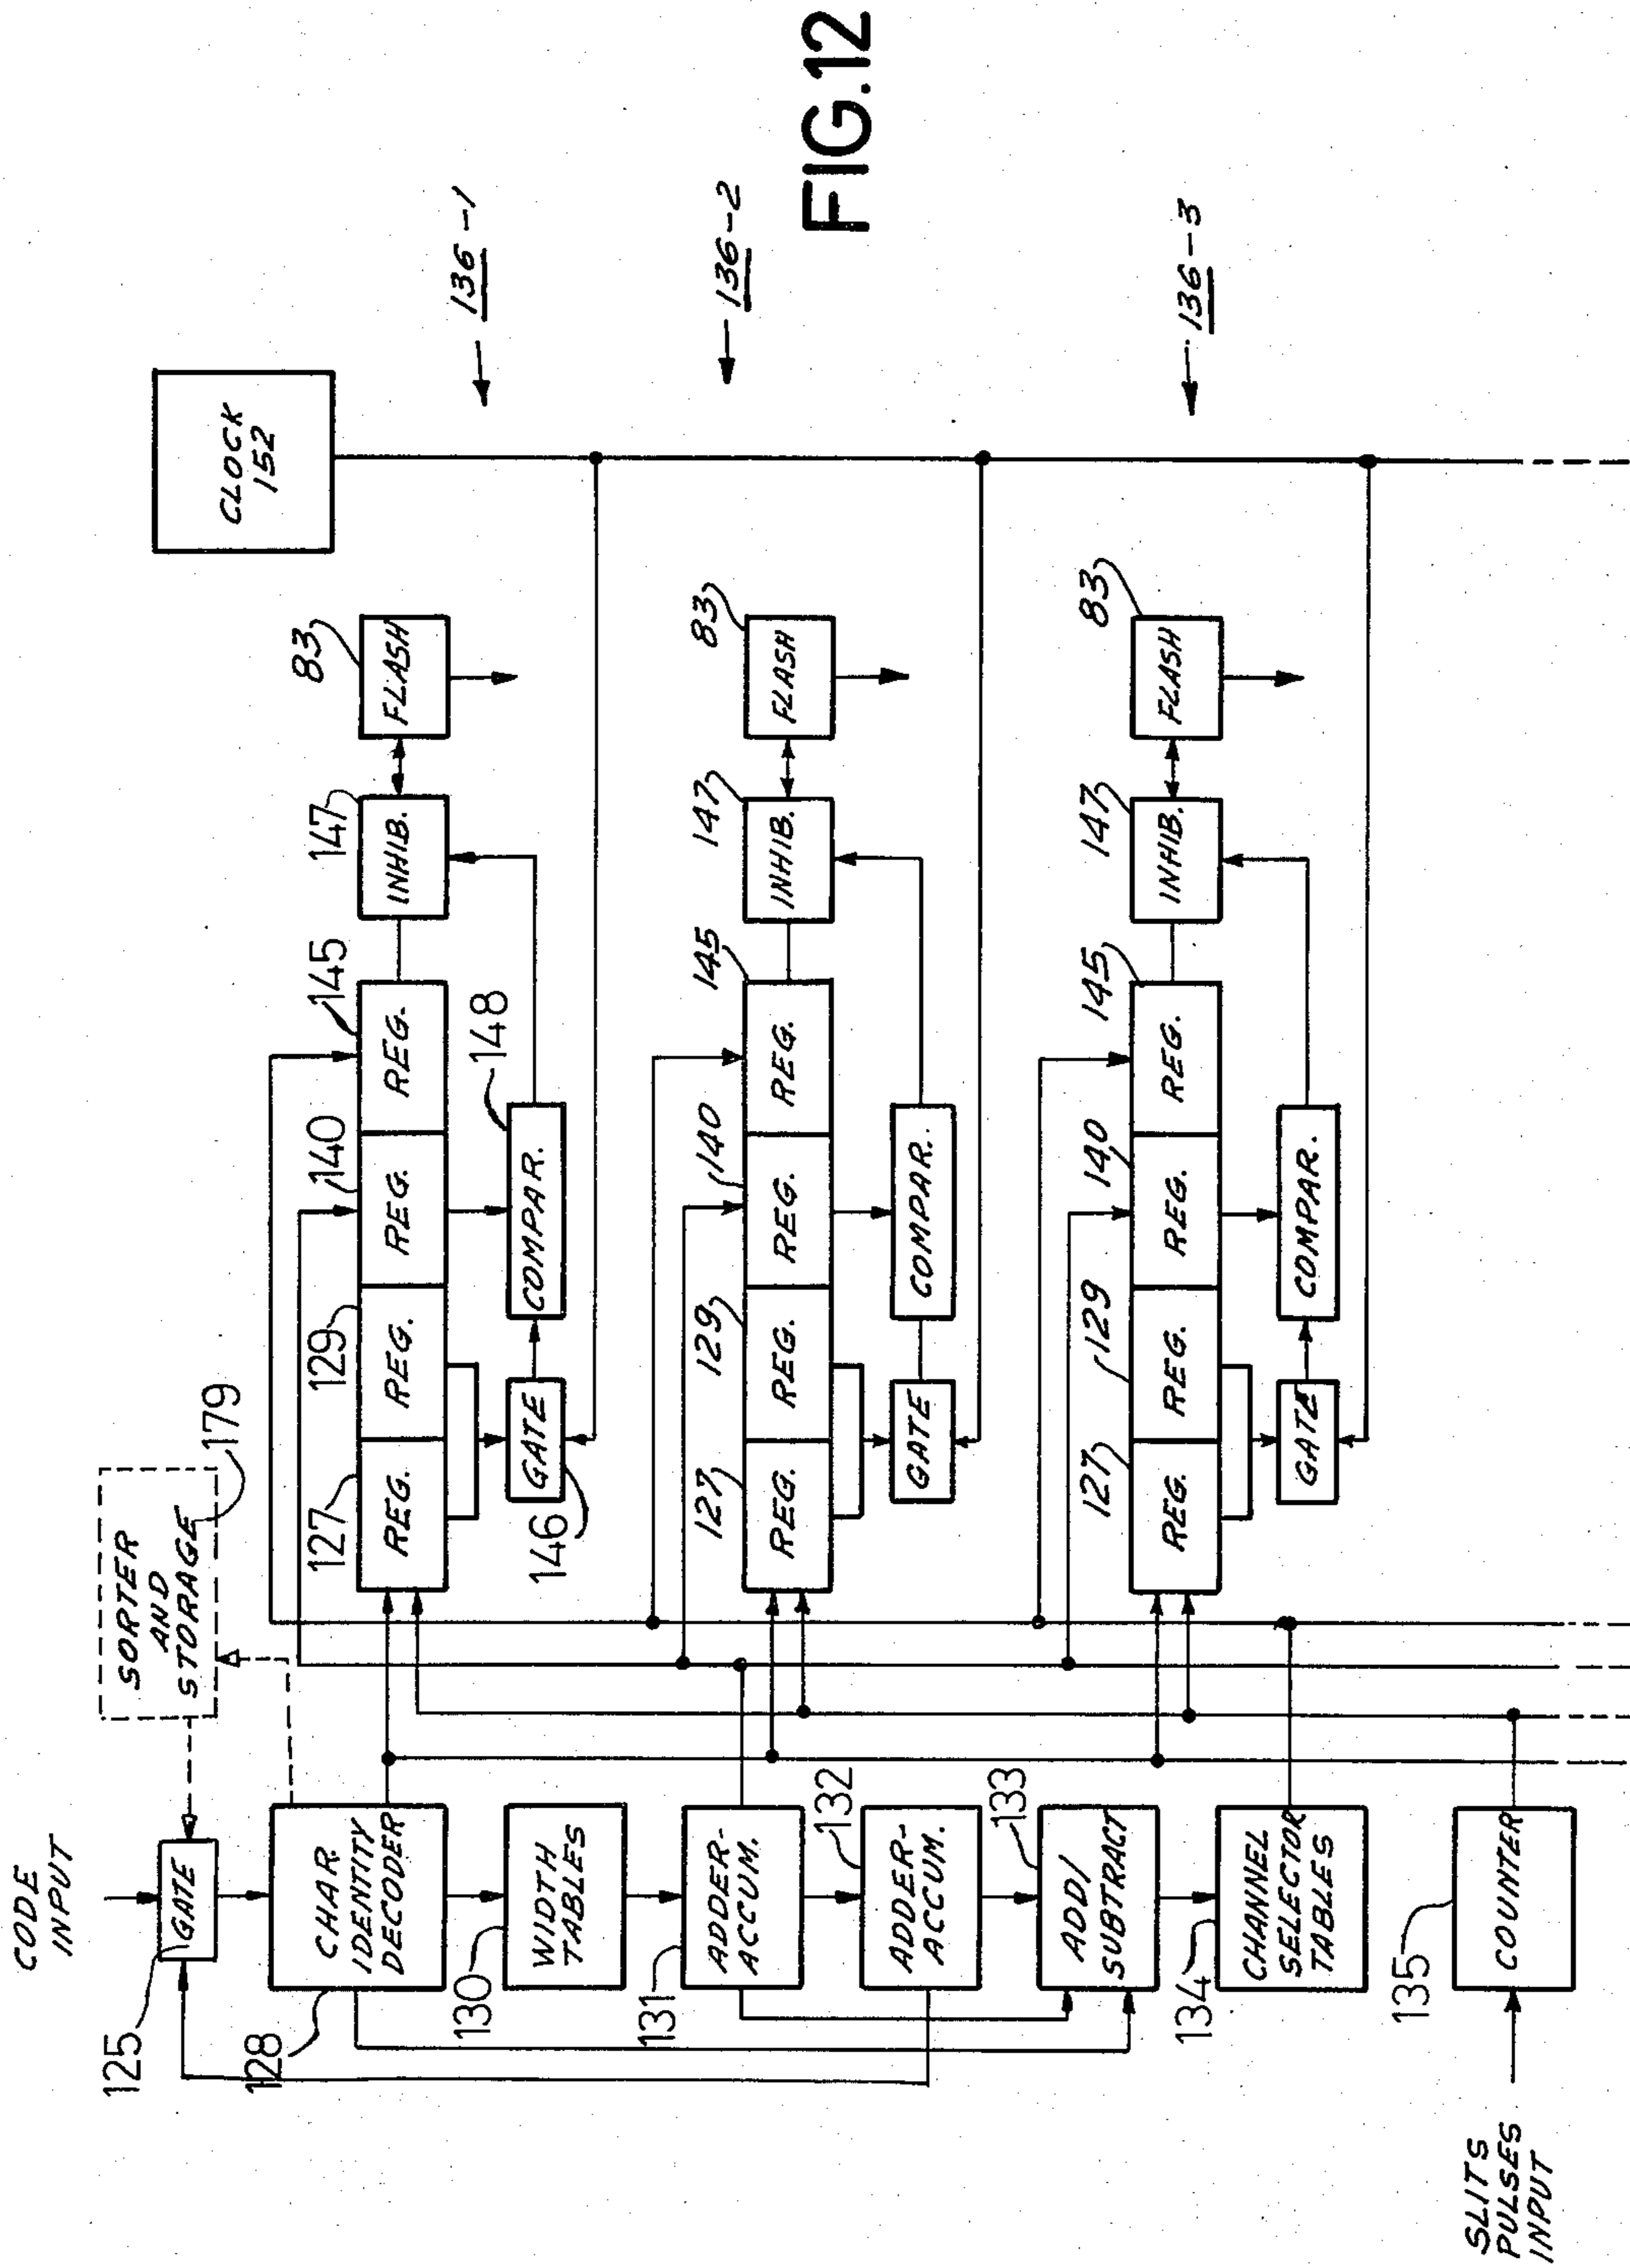 CODE
INPUT
125
GATE
SORTER
AND
STORAGE
179
128
CHAR.
IDENTITY
DECODER
130
WIDTH
TABLES
131
ADDER-
ACCUM.
132
ADDER-
ACCUM.
133
ADD/
SUBTRACT
134
CHANNEL
SELECTOR
TABLES
135
COUNTER
SLITS
PULSES
INPUT
127
129
140
145
147
83
REG.
REG.
REG.
REG.
INHIB.
FLASH
146
GATE
COMPAR.
148
127
129
140
145
147
83
REG.
REG.
REG.
REG.
INHIB.
FLASH
GATE
COMPAR.
127
129
140
145
147
83
REG.
REG.
REG.
REG.
INHIB.
FLASH
GATE
COMPAR.
CLOCK
152
136-1
136-2
136-3
FIG.12